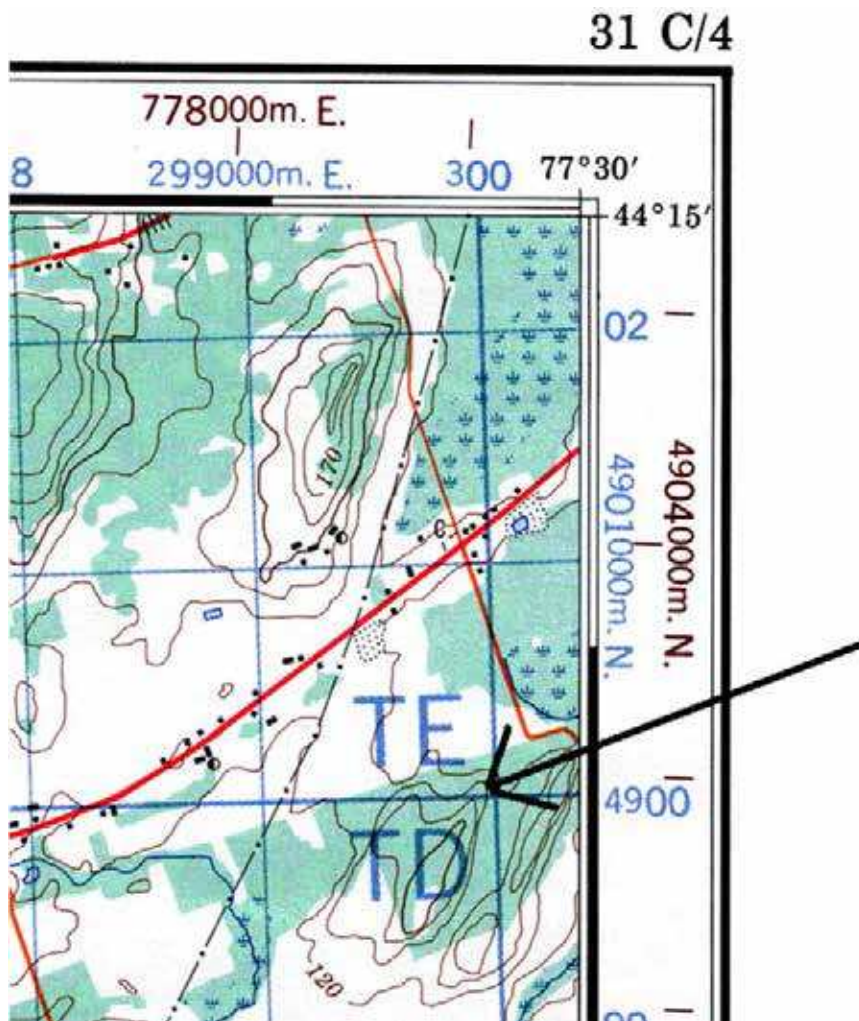 31 C/4
778000m. E.
8 299000m. E. 300 77°30′
44°15′
02
170
4901000m. N.
4904000m. N.
TE
4900
TD
120